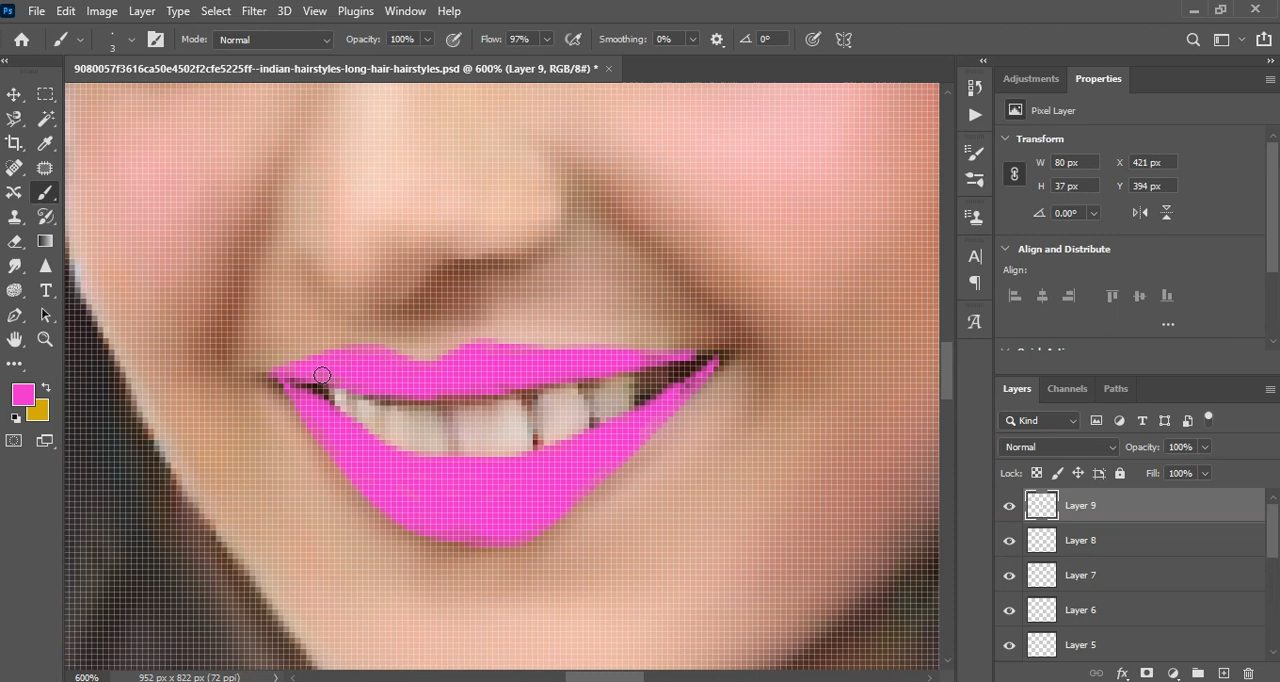 Ps File Edit Image Layer Type Select Filter 3D View Plugins Window Help
3 Mode: Normal Opacity: 100% Flow: 97% Smoothing: 0% 0°
9080057f3616ca50e4502f2cfe5225ff--indian-hairstyles-long-hair-hairstyles.psd @ 600% (Layer 9, RGB/8#) * ×
Adjustments Properties
Pixel Layer
Transform
W 80 px X 421 px
H 37 px Y 394 px
0.00°
Align and Distribute
Align:
Layers Channels Paths
Kind
Normal Opacity: 100%
Lock: Fill: 100%
Layer 9
Layer 8
Layer 7
Layer 6
Layer 5
600% 952 px x 822 px (72 ppi)